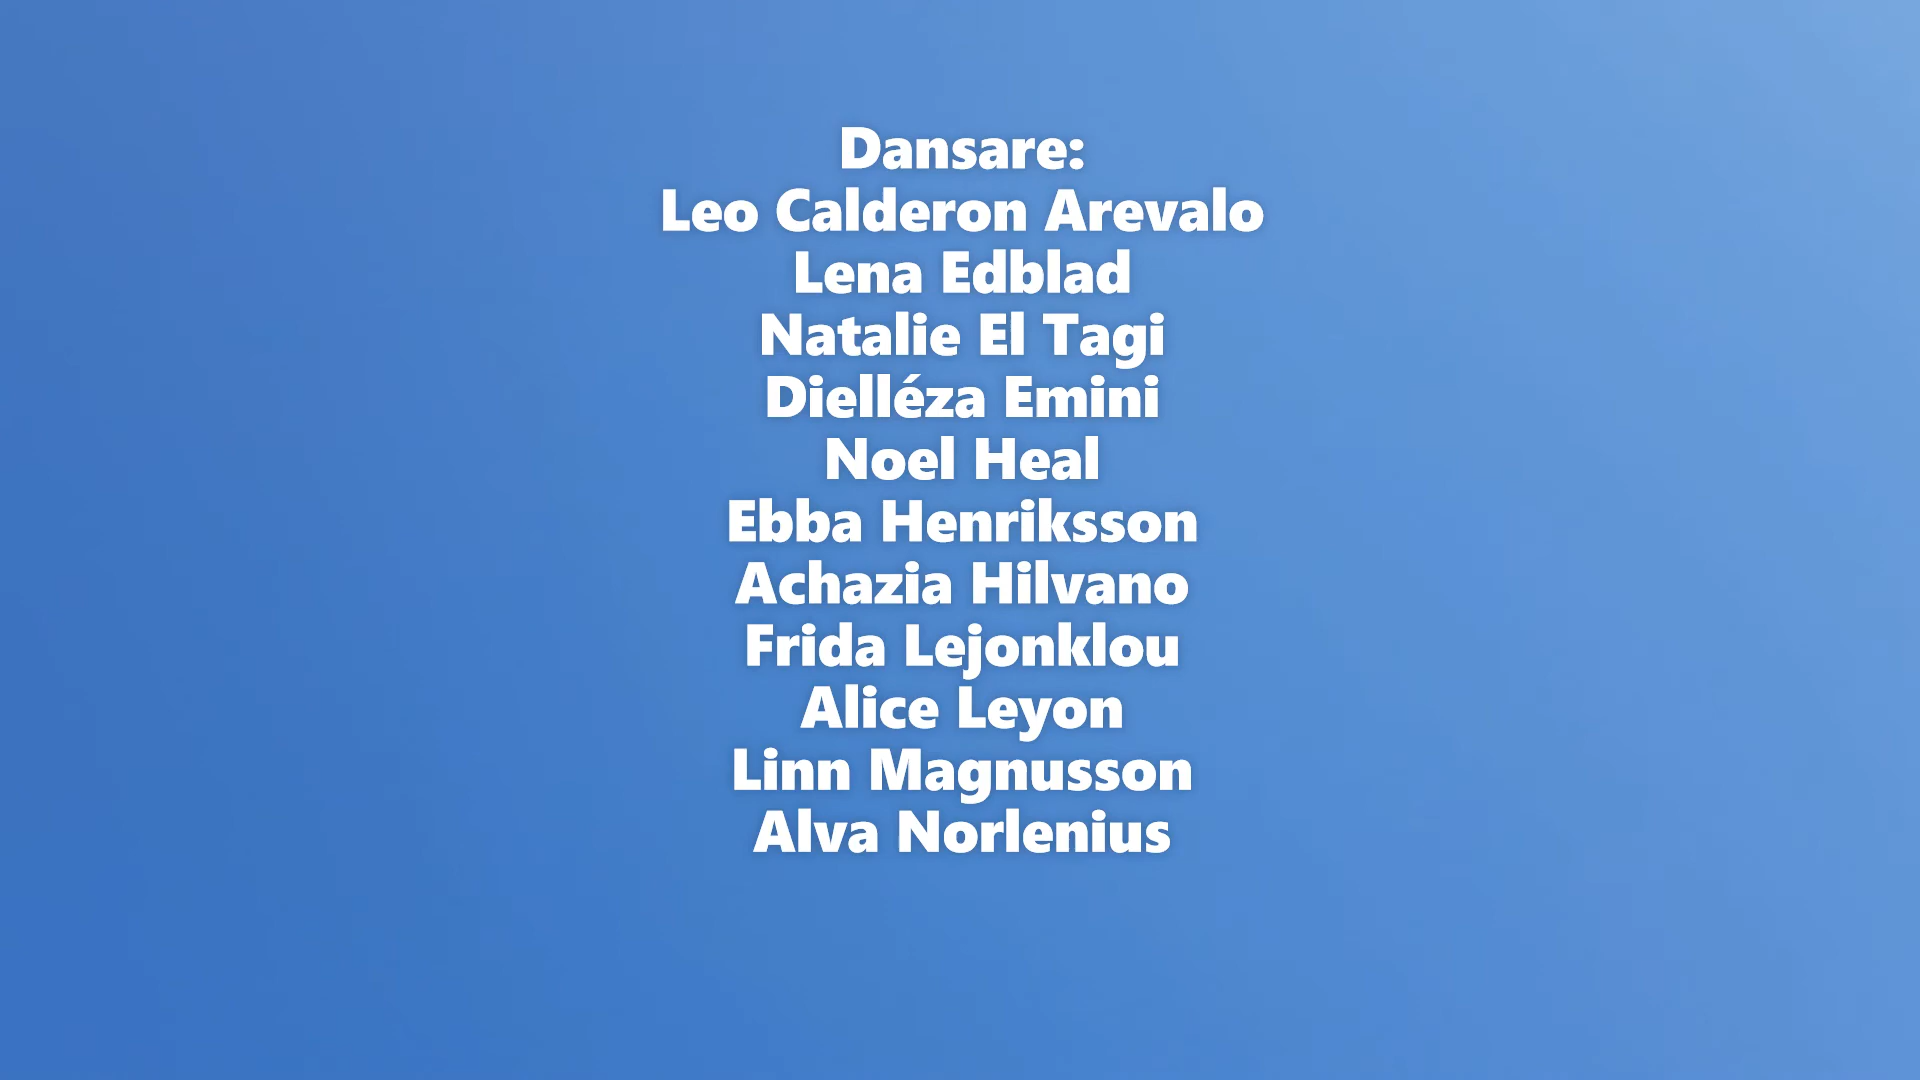 Dansare:
Leo Calderon Arevalo
Lena Edblad
Natalie El Tagi
Dielléza Emini
Noel Heal
Ebba Henriksson
Achazia Hilvano
Frida Lejonklou
Alice Leyon
Linn Magnusson
Alva Norlenius